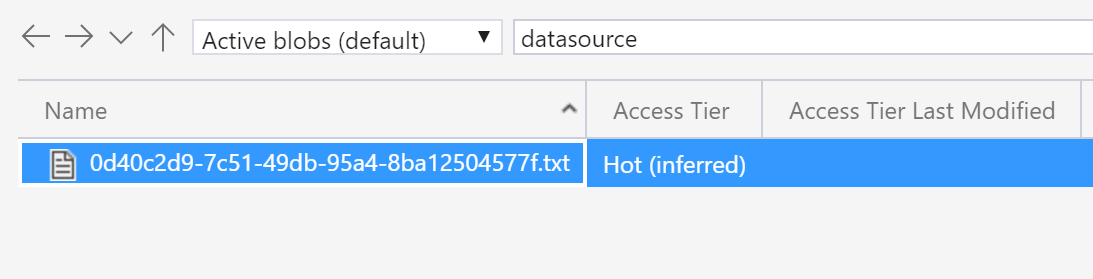 Active blobs (default) datasource
Name Access Tier Access Tier Last Modified
0d40c2d9-7c51-49db-95a4-8ba12504577f.txt Hot (inferred)